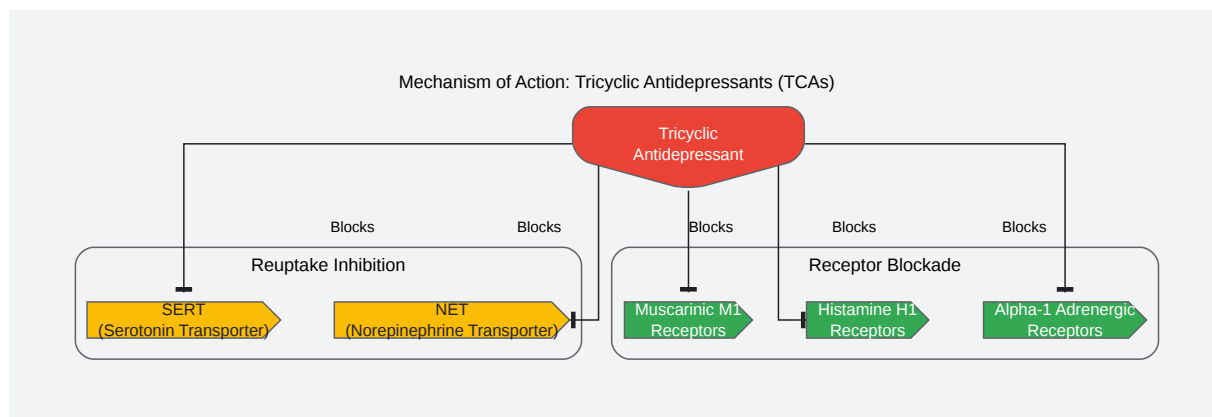 Mechanism of Action: Tricyclic Antidepressants (TCAs)
Tricyclic
Antidepressant
Blocks
Blocks
Blocks
Blocks
Blocks
Reuptake Inhibition
Receptor Blockade
SERT
(Serotonin Transporter)
NET
(Norepinephrine Transporter)
Muscarinic M1
Receptors
Histamine H1
Receptors
Alpha-1 Adrenergic
Receptors